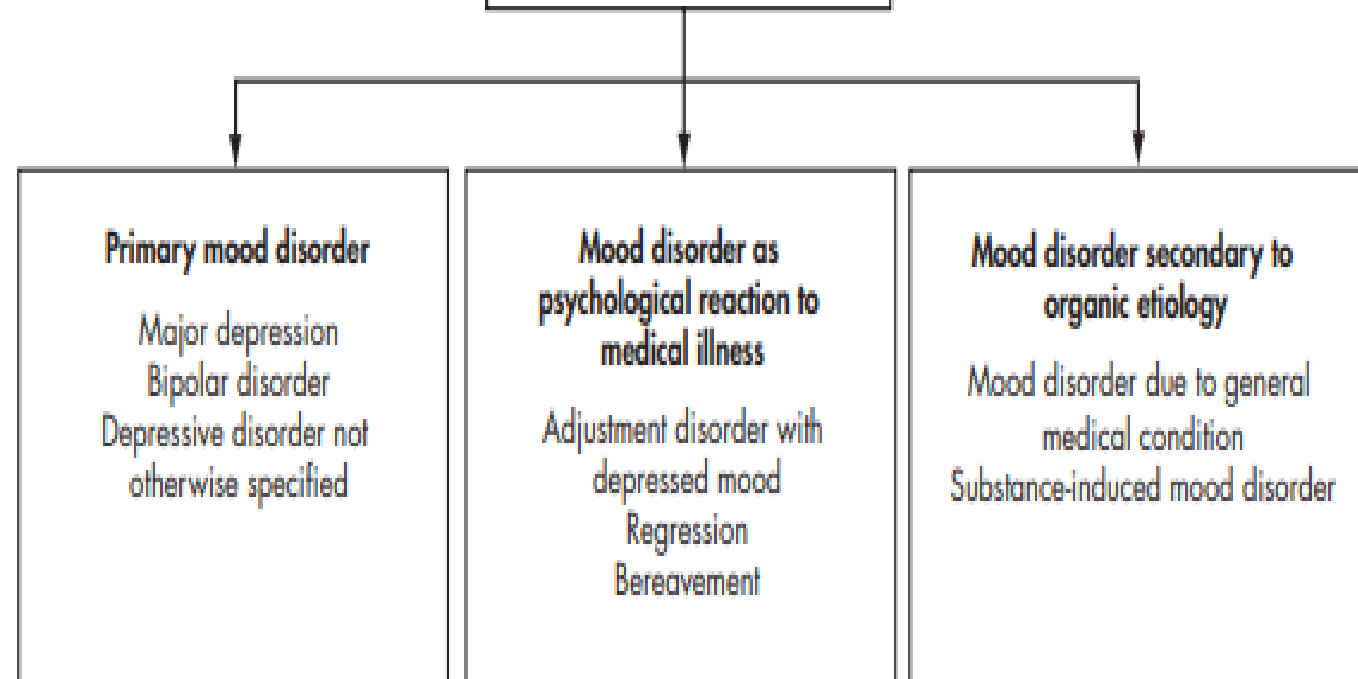 Primary mood disorder
Major depression
Bipolar disorder
Depressive disorder not
otherwise specified
Mood disorder as
psychological reaction to
medical illness
Adjustment disorder with
depressed mood
Regression
Bereavement
Mood disorder secondary to
organic etiology
Mood disorder due to general
medical condition
Substance-induced mood disorder